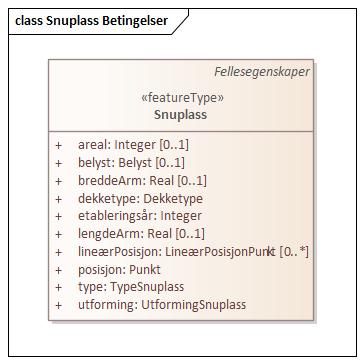 class Snuplass Betingelser
Fellesegenskaper
«featureType»
Snuplass
+ areal: Integer [0..1]
+ belyst: Belyst [0..1]
+ breddeArm: Real [0..1]
+ dekketype: Dekketype
+ etableringsår: Integer
+ lengdeArm: Real [0..1]
+ lineærPosisjon: LineærPosisjonPunkt [0..*]
+ posisjon: Punkt
+ type: TypeSnuplass
+ utforming: UtformingSnuplass